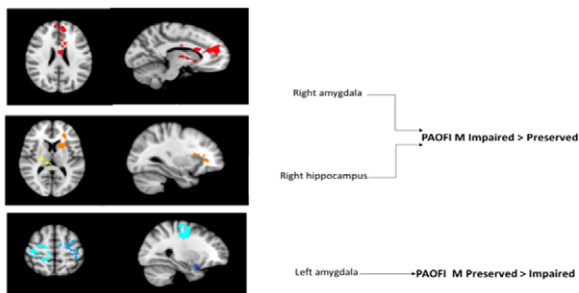 Right amygdala
PAOFI M Impaired > Preserved
Right hippocampus
Left amygdala
PAOFI M Preserved > Impaired